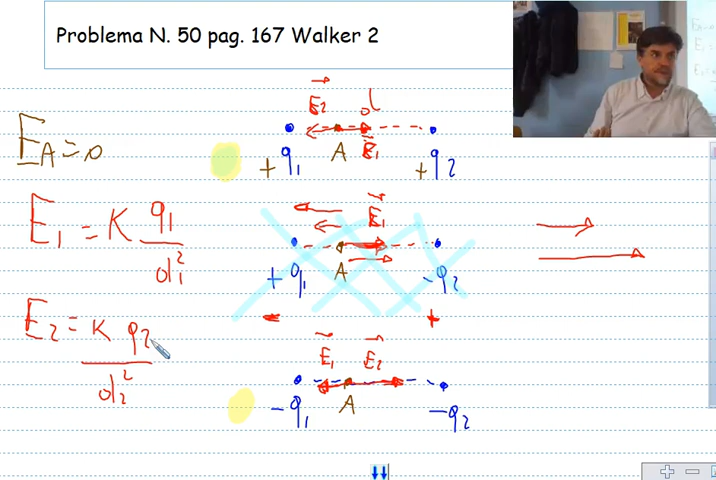 Problema N. 50 pag. 167 Walker 2
E₂ d
+q₁ A E₁ +q₂
E_A = 0
E₁ = K q₁ / d₁²
E₁
+q₁ A -q₂
- +
E₂ = K q₂ / d₂²
E₁ E₂
-q₁ A -q₂